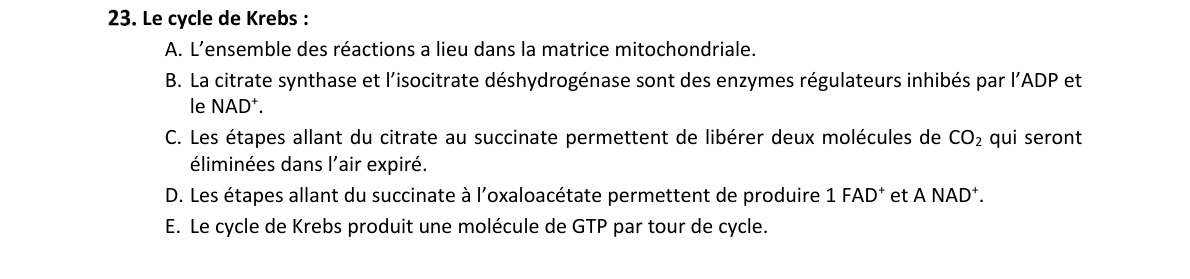 23. Le cycle de Krebs :
A. L’ensemble des réactions a lieu dans la matrice mitochondriale.
B. La citrate synthase et l’isocitrate déshydrogénase sont des enzymes régulateurs inhibés par l’ADP et
le NAD⁺.
C. Les étapes allant du citrate au succinate permettent de libérer deux molécules de CO₂ qui seront
éliminées dans l’air expiré.
D. Les étapes allant du succinate à l’oxaloacétate permettent de produire 1 FAD⁺ et A NAD⁺.
E. Le cycle de Krebs produit une molécule de GTP par tour de cycle.